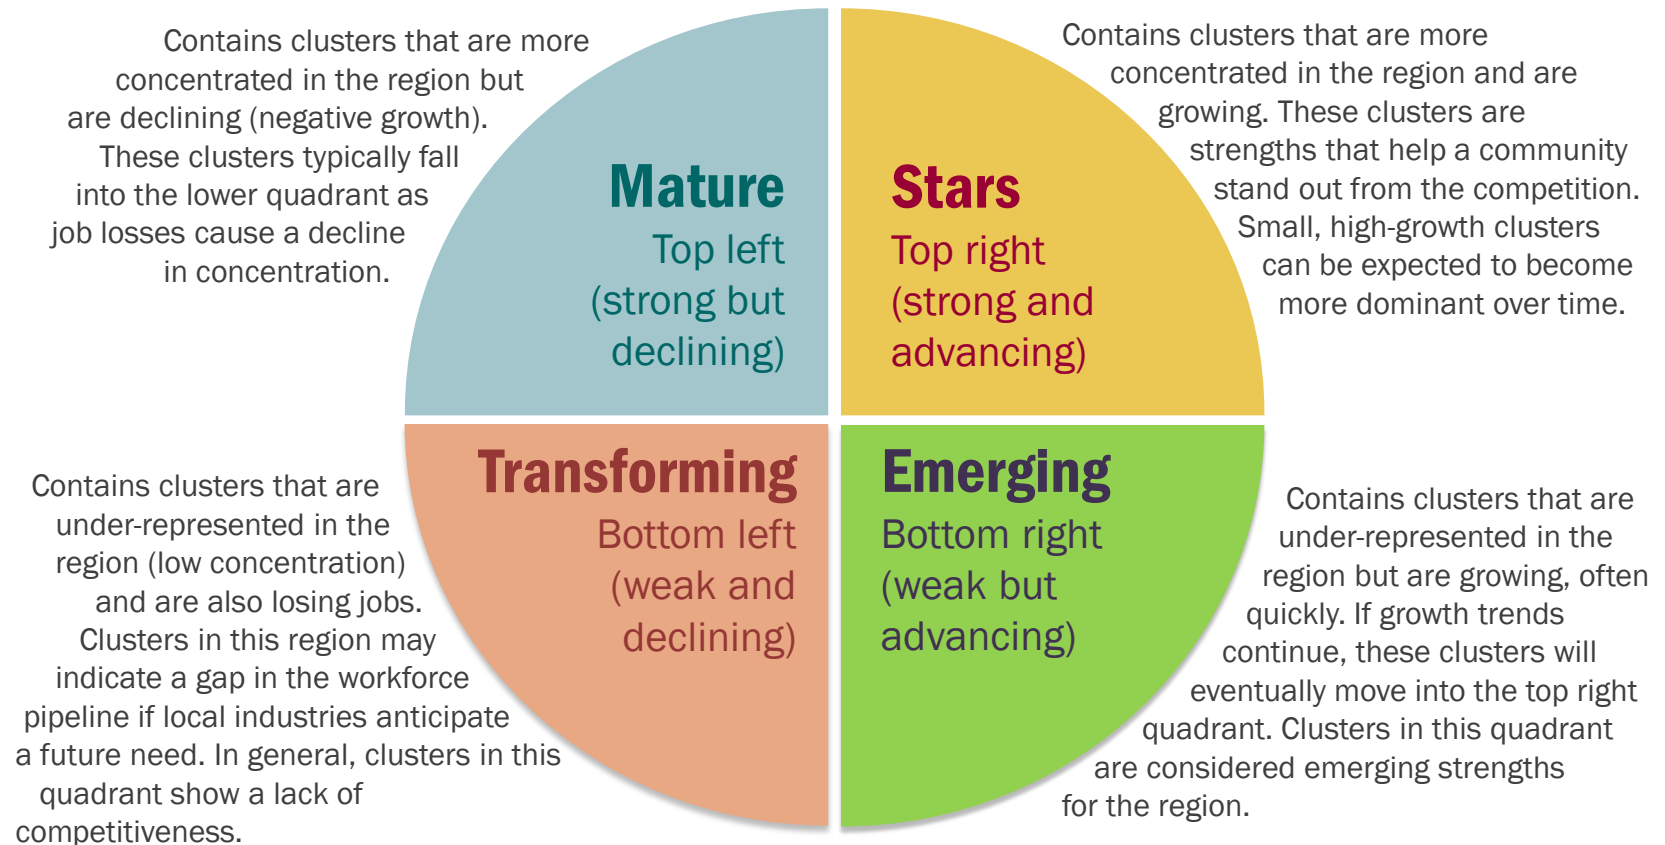 Contains clusters that are more
concentrated in the region but
are declining (negative growth).
These clusters typically fall
into the lower quadrant as
job losses cause a decline
in concentration.
Mature
Top left
(strong but
declining)
Stars
Top right
(strong and
advancing)
Contains clusters that are more
concentrated in the region and are
growing. These clusters are
strengths that help a community
stand out from the competition.
Small, high-growth clusters
can be expected to become
more dominant over time.
Contains clusters that are
under-represented in the
region (low concentration)
and are also losing jobs.
Clusters in this region may
indicate a gap in the workforce
pipeline if local industries anticipate
a future need. In general, clusters in this
quadrant show a lack of
competitiveness.
Transforming
Bottom left
(weak and
declining)
Emerging
Bottom right
(weak but
advancing)
Contains clusters that are
under-represented in the
region but are growing, often
quickly. If growth trends
continue, these clusters will
eventually move into the top right
quadrant. Clusters in this quadrant
are considered emerging strengths
for the region.